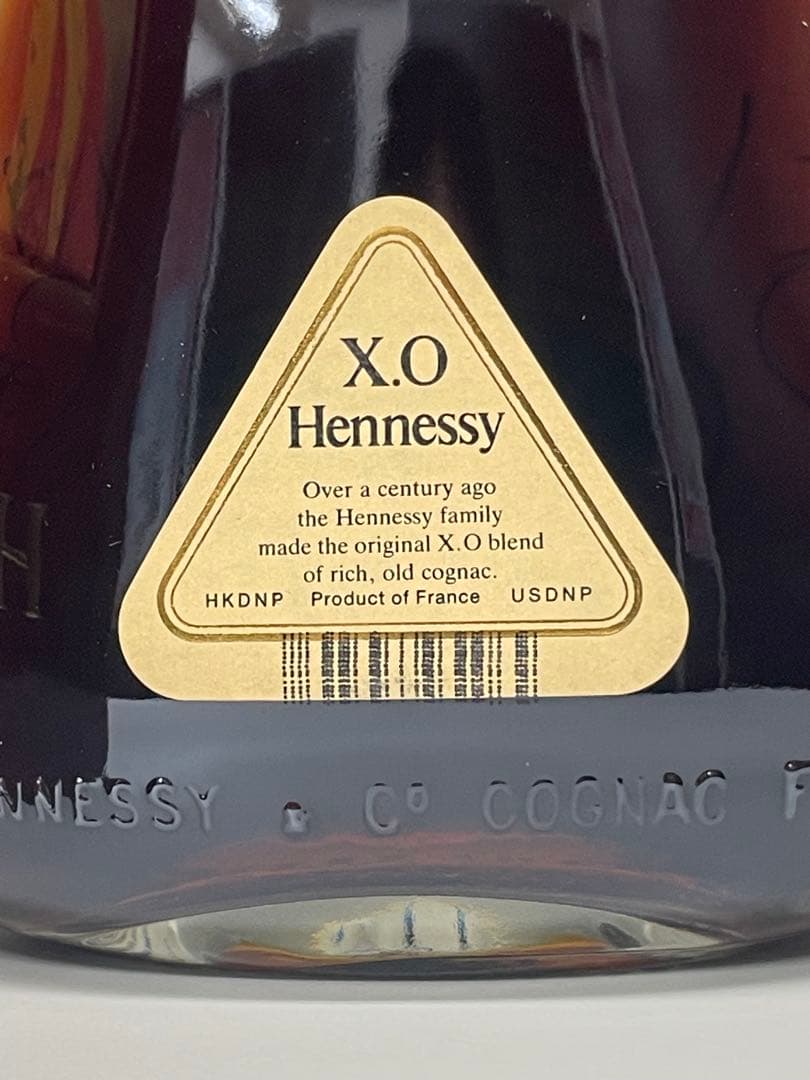 X.O
Hennessy
Over a century ago
the Hennessy family
made the original X.O blend
of rich, old cognac.
HKDNP Product of France USDNP
H
NNESSY & Cº COGNAC F